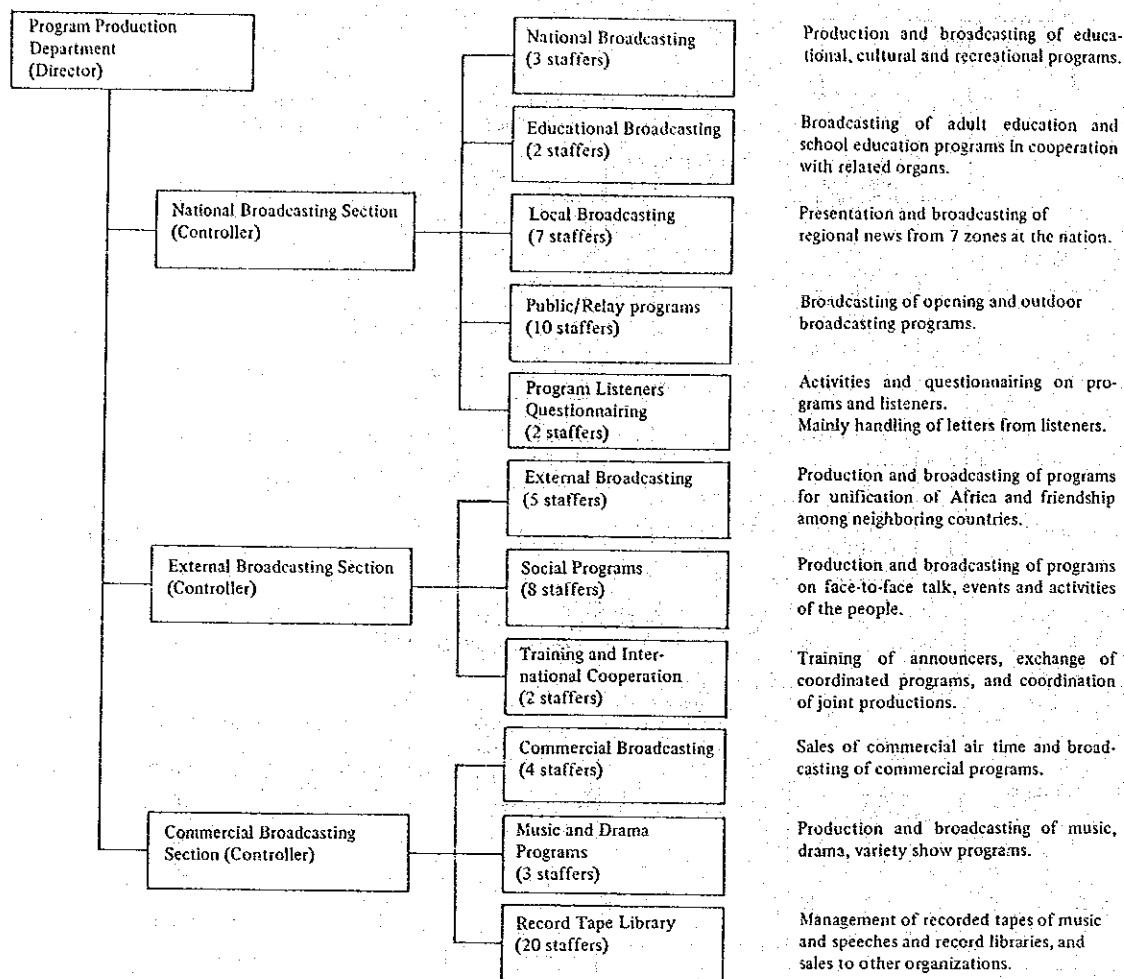 Program Production
Department
(Director)
National Broadcasting
(3 staffers)
Production and broadcasting of educa-
tional, cultural and recreational programs.
Educational Broadcasting
(2 staffers)
Broadcasting of adult education and
school education programs in cooperation
with related organs.
National Broadcasting Section
(Controller)
Local Broadcasting
(7 staffers)
Presentation and broadcasting of
regional news from 7 zones at the nation.
Public/Relay programs
(10 staffers)
Broadcasting of opening and outdoor
broadcasting programs.
Program Listeners
Questionnairing
(2 staffers)
Activities and questionnairing on pro-
grams and listeners.
Mainly handling of letters from listeners.
External Broadcasting
(5 staffers)
Production and broadcasting of programs
for unification of Africa and friendship
among neighboring countries.
External Broadcasting Section
(Controller)
Social Programs
(8 staffers)
Production and broadcasting of programs
on face-to-face talk, events and activities
of the people.
Training and Inter-
national Cooperation
(2 staffers)
Training of announcers, exchange of
coordinated programs, and coordination
of joint productions.
Commercial Broadcasting
(4 staffers)
Sales of commercial air time and broad-
casting of commercial programs.
Commercial Broadcasting
Section (Controller)
Music and Drama
Programs
(3 staffers)
Production and broadcasting of music,
drama, variety show programs.
Record Tape Library
(20 staffers)
Management of recorded tapes of music
and speeches and record libraries, and
sales to other organizations.